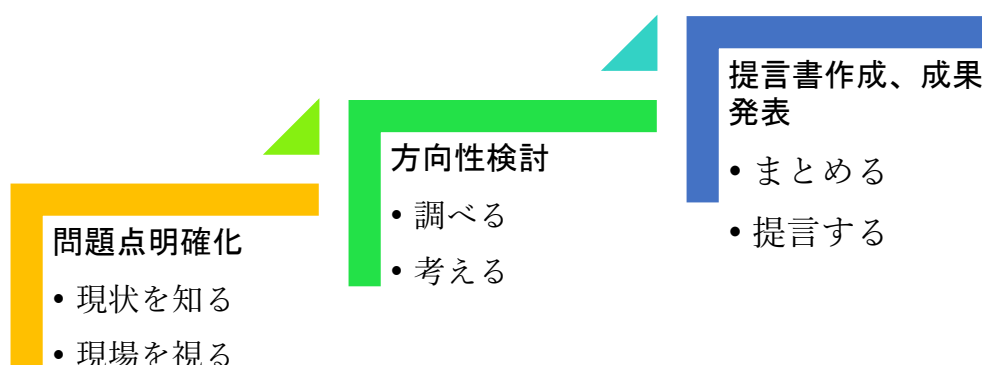 問題点明確化
• 現状を知る
• 現場を視る
方向性検討
• 調べる
• 考える
提言書作成、成果
発表
• まとめる
• 提言する